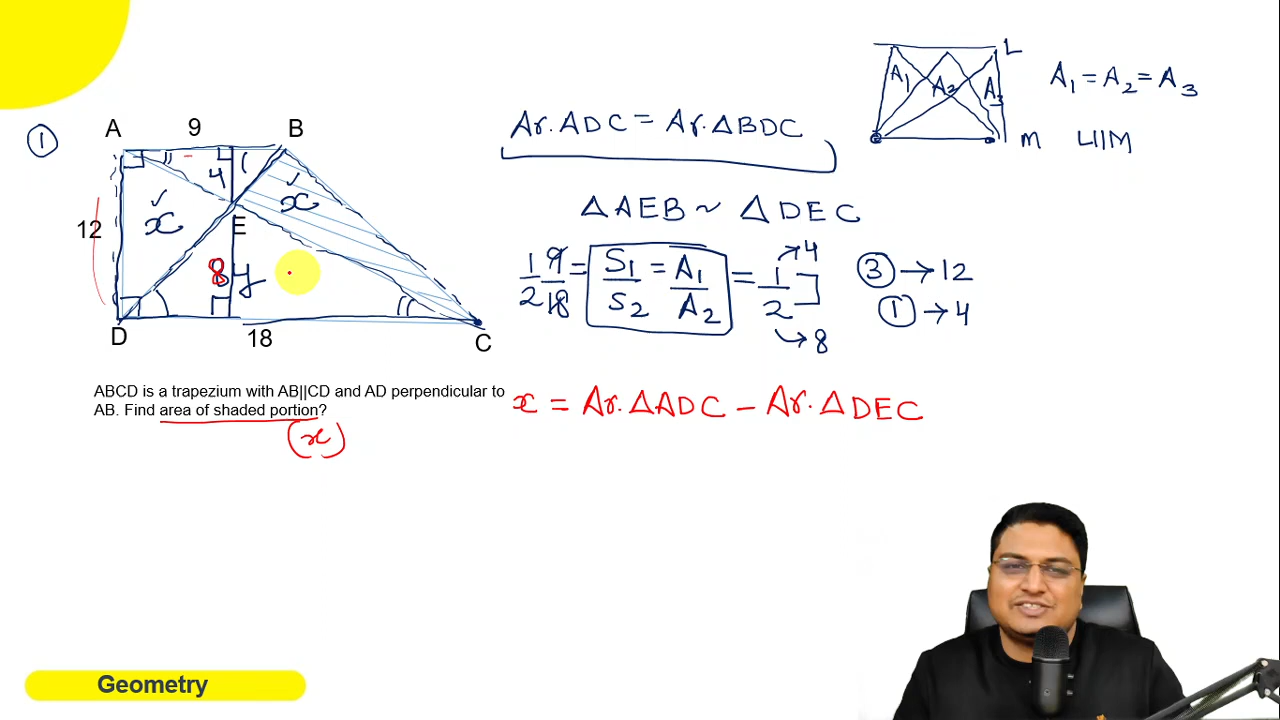 ①
A 9 B
4
x
x
12
E
8 y
D 18 C
ABCD is a trapezium with AB||CD and AD perpendicular to
AB. Find area of shaded portion?
(x)
Ar. ADC = Ar. ΔBDC
ΔAEB ~ ΔDEC
1/2 9/18 = S1/S2 = A1/A2 = 1/2 → 4 → 8
③ → 12
① → 4
x = Ar. ΔADC – Ar. ΔDEC
L
A1 A2 A3
M
A1 = A2 = A3
L||M
Geometry